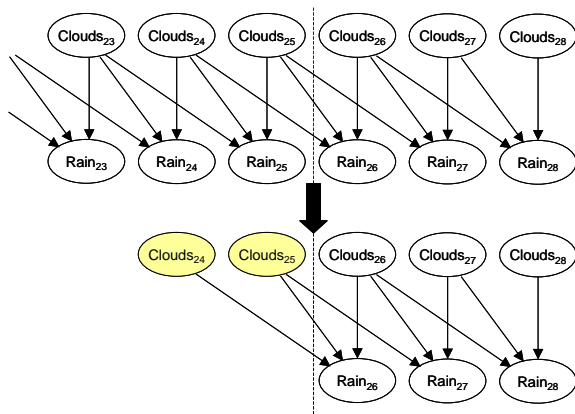 Clouds₂₃ Clouds₂₄ Clouds₂₅ Clouds₂₆ Clouds₂₇ Clouds₂₈
Rain₂₃ Rain₂₄ Rain₂₅ Rain₂₆ Rain₂₇ Rain₂₈
Clouds₂₄ Clouds₂₅ Clouds₂₆ Clouds₂₇ Clouds₂₈
Rain₂₆ Rain₂₇ Rain₂₈